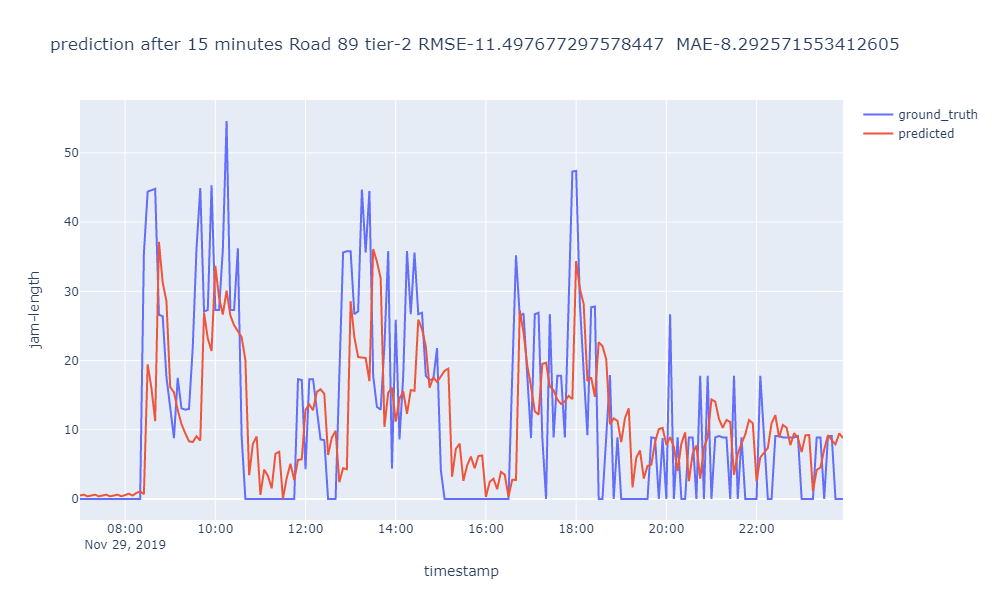 prediction after 15 minutes Road 89 tier-2 RMSE-11.497677297578447  MAE-8.292571553412605
ground_truth
predicted
jam-length
50
40
30
20
10
0
08:00 10:00 12:00 14:00 16:00 18:00 20:00 22:00
Nov 29, 2019
timestamp